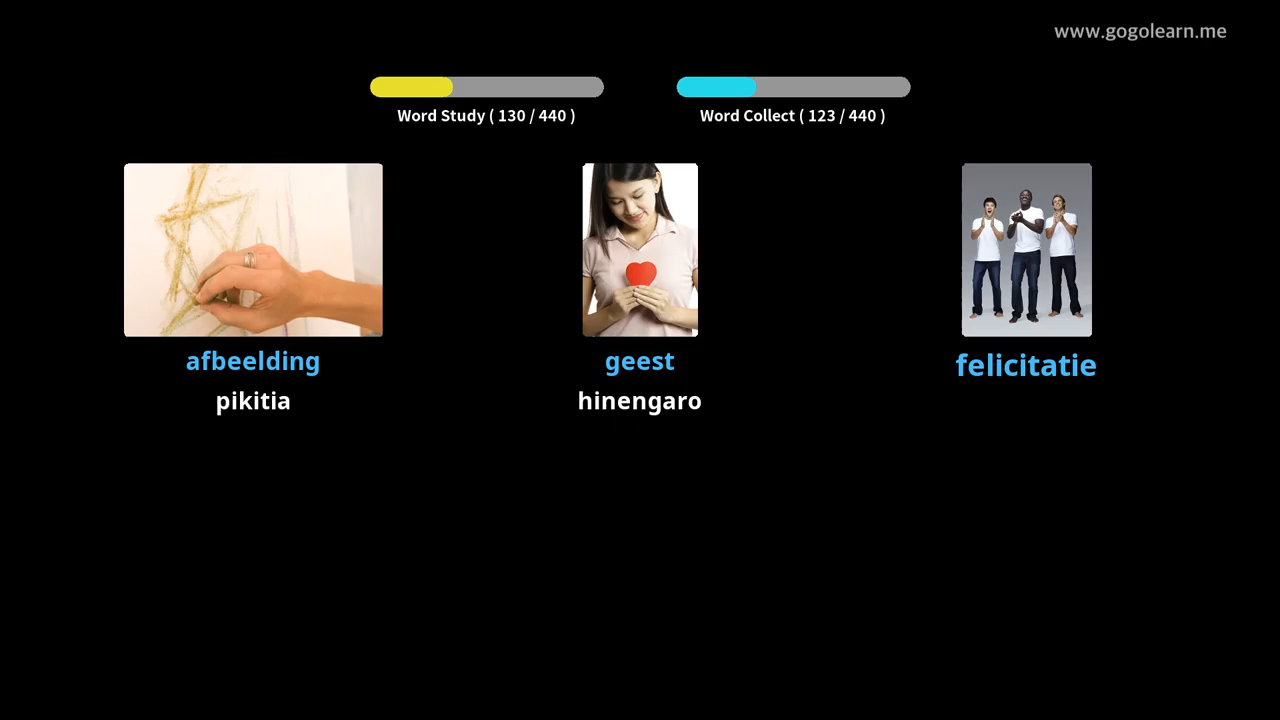 www.gogolearn.me
Word Study ( 130 / 440 )
Word Collect ( 123 / 440 )
afbeelding
pikitia
geest
hinengaro
felicitatie